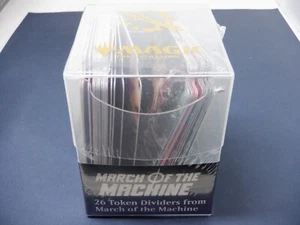 MAGIC
MARCH OF THE
MACHINE
26 Token Dividers from
March of the Machine